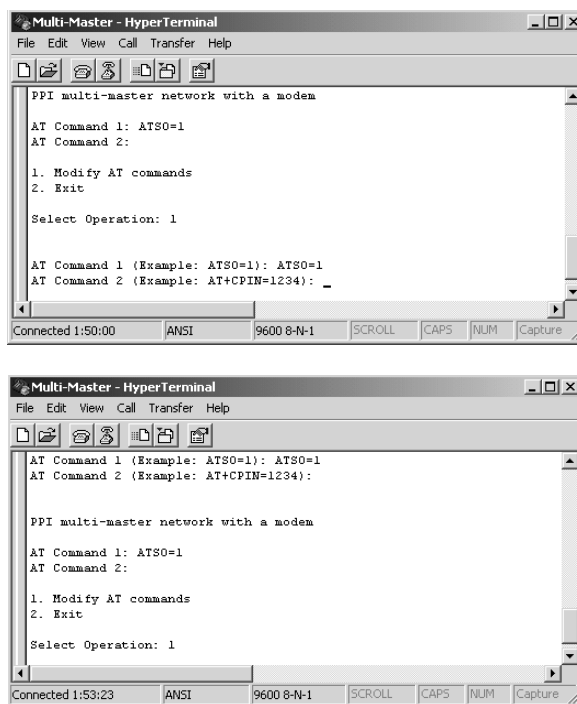 Multi-Master - HyperTerminal
File Edit View Call Transfer Help
PPI multi-master network with a modem
AT Command 1: ATS0=1
AT Command 2:
1. Modify AT commands
2. Exit
Select Operation: 1
AT Command 1 (Example: ATS0=1): ATS0=1
AT Command 2 (Example: AT+CPIN=1234): _
Connected 1:50:00 ANSI 9600 8-N-1 SCROLL CAPS NUM Capture
Multi-Master - HyperTerminal
File Edit View Call Transfer Help
AT Command 1 (Example: ATS0=1): ATS0=1
AT Command 2 (Example: AT+CPIN=1234):
PPI multi-master network with a modem
AT Command 1: ATS0=1
AT Command 2:
1. Modify AT commands
2. Exit
Select Operation: 1
Connected 1:53:23 ANSI 9600 8-N-1 SCROLL CAPS NUM Capture